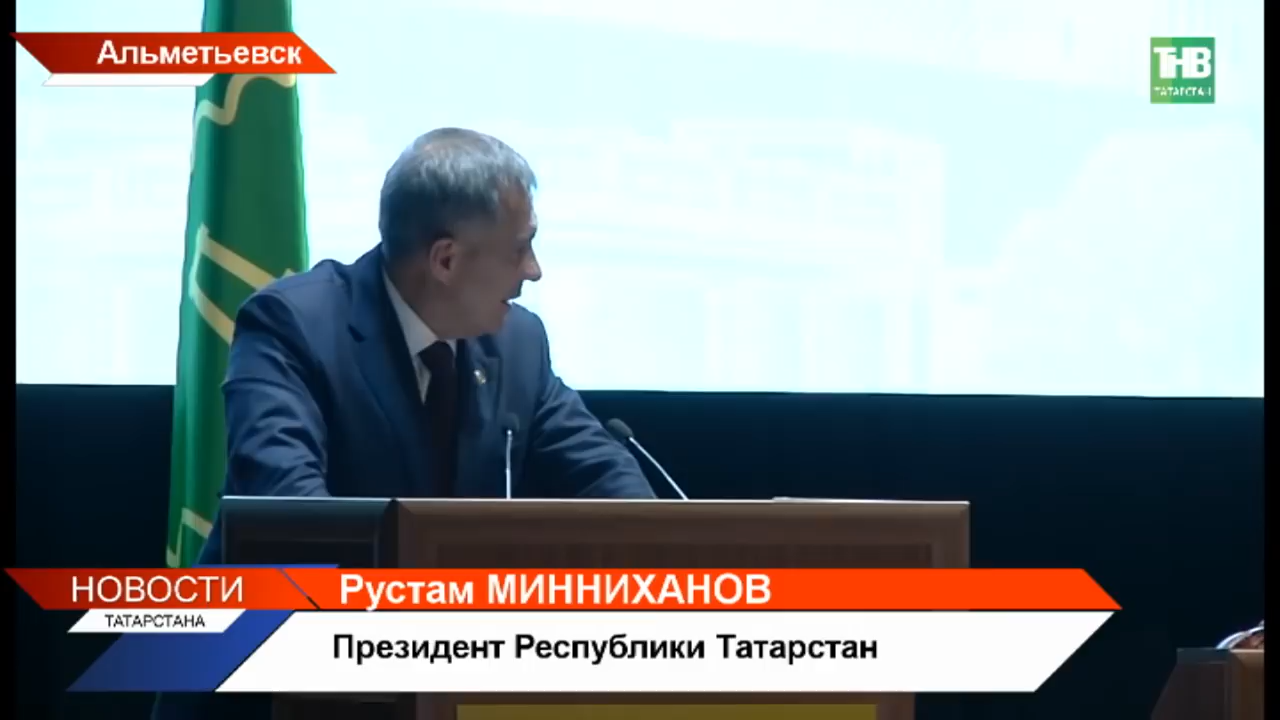 Альметьевск
ТНВ
ТАТАРСТАН
НОВОСТИ
ТАТАРСТАНА
Рустам МИННИХАНОВ
Президент Республики Татарстан